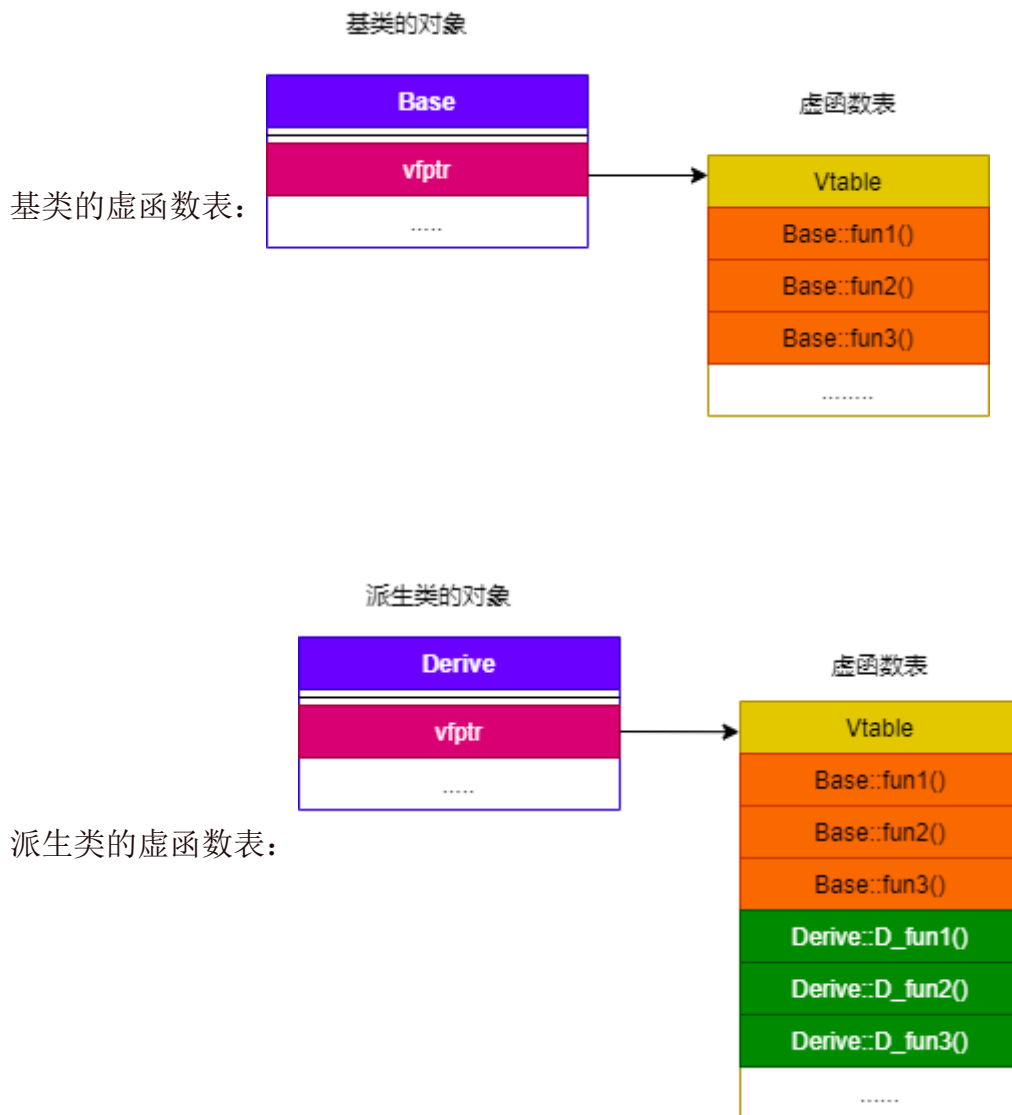 基类的对象
Base
虚函数表
vfptr
Vtable
基类的虚函数表：
.....
Base::fun1()
Base::fun2()
Base::fun3()
........
派生类的对象
Derive
虚函数表
vfptr
Vtable
.....
Base::fun1()
派生类的虚函数表：
Base::fun2()
Base::fun3()
Derive::D_fun1()
Derive::D_fun2()
Derive::D_fun3()
......